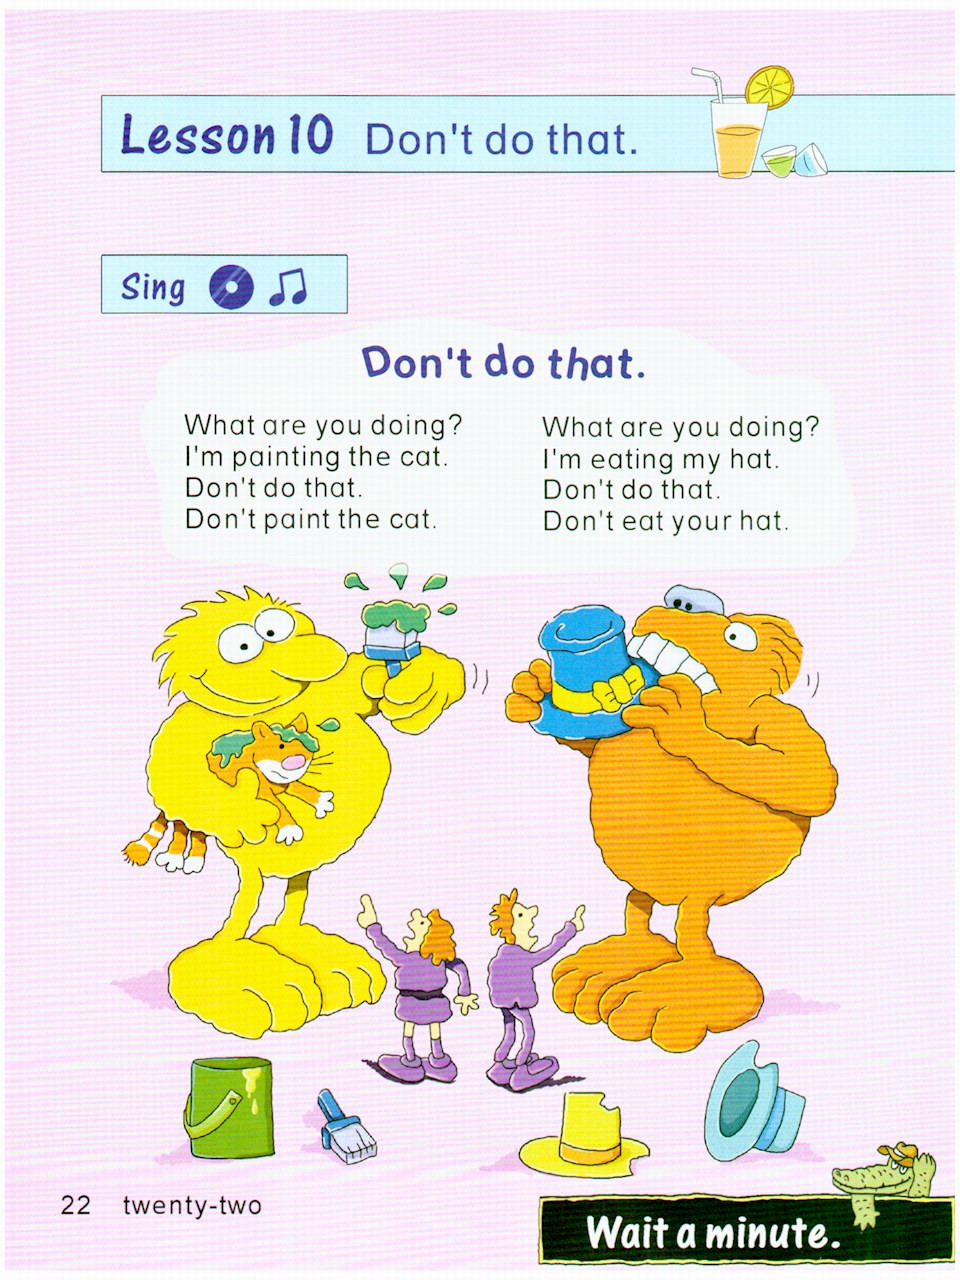 Lesson 10 Don't do that.
Sing
Don't do that.
What are you doing?
I'm painting the cat.
Don't do that.
Don't paint the cat.
What are you doing?
I'm eating my hat.
Don't do that.
Don't eat your hat.
22 twenty-two
Wait a minute.